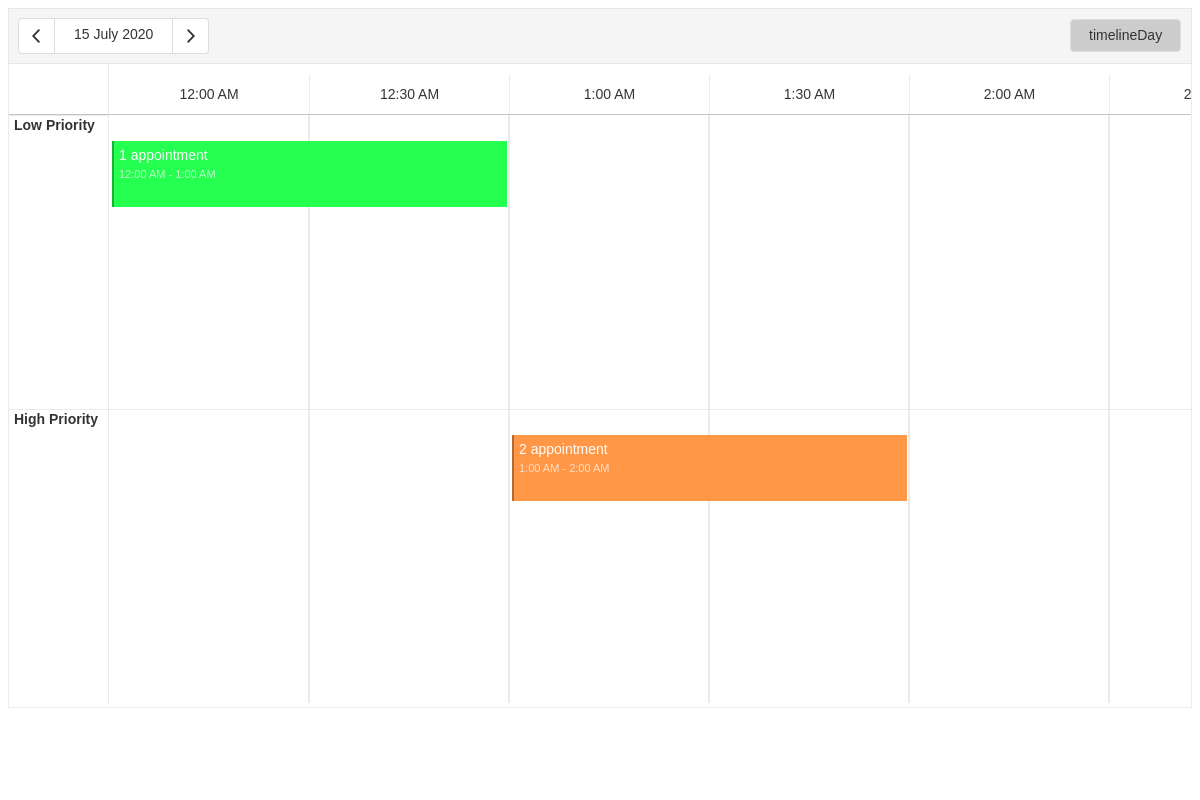 15 July 2020
timelineDay
12:00 AM
12:30 AM
1:00 AM
1:30 AM
2:00 AM
Low Priority
1 appointment
12:00 AM - 1:00 AM
High Priority
2 appointment
1:00 AM - 2:00 AM